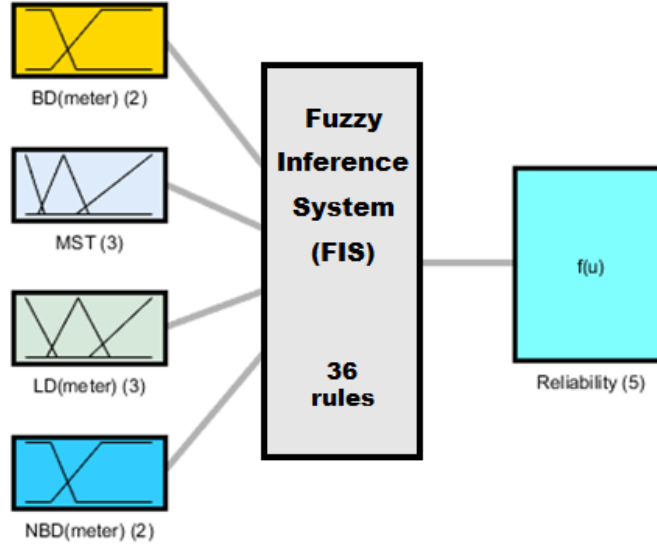 BD(meter) (2)
MST (3)
LD(meter) (3)
NBD(meter) (2)
Fuzzy
Inference
System
(FIS)
36
rules
f(u)
Reliability (5)